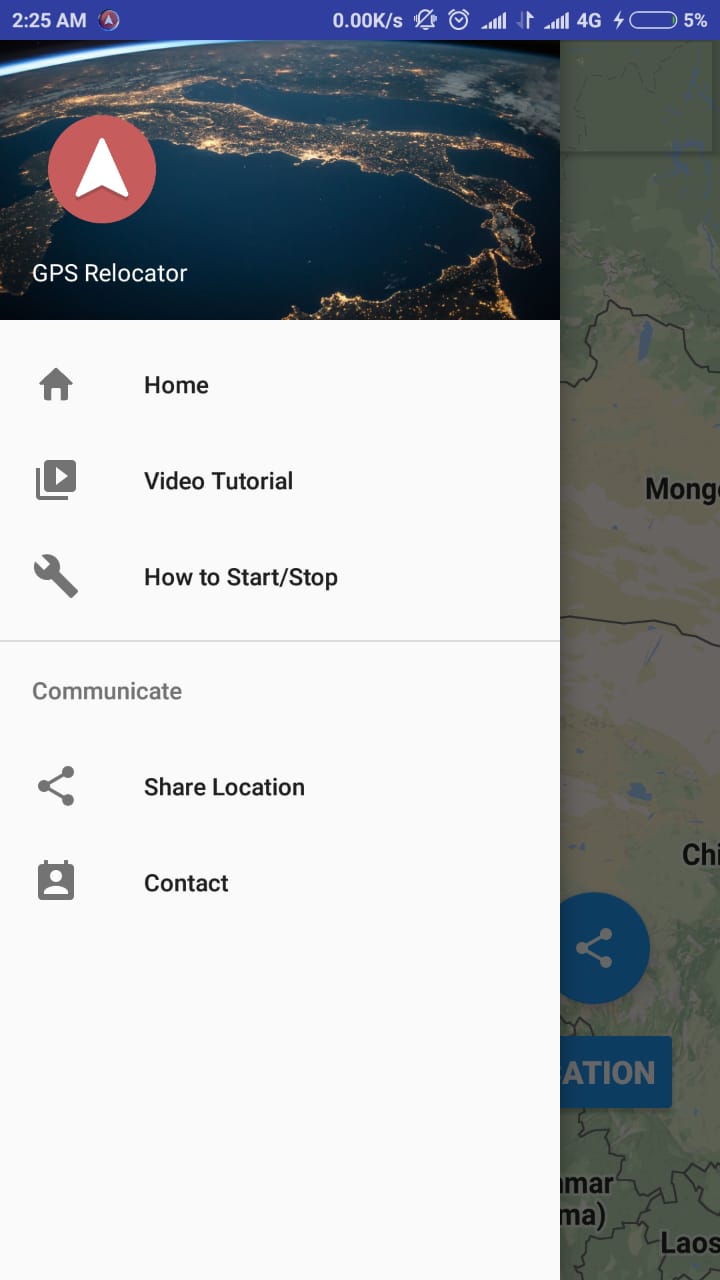 2:25 AM 0.00K/s 4G 5%
GPS Relocator
Home
Video Tutorial
How to Start/Stop
Communicate
Share Location
Contact
Mong
Chi
ATION
mar
ma)
Laos